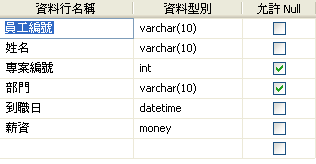 資料行名稱 資料型別 允許 Null
員工編號 varchar(10)
姓名 varchar(10)
專案編號 int
部門 varchar(10)
到職日 datetime
薪資 money